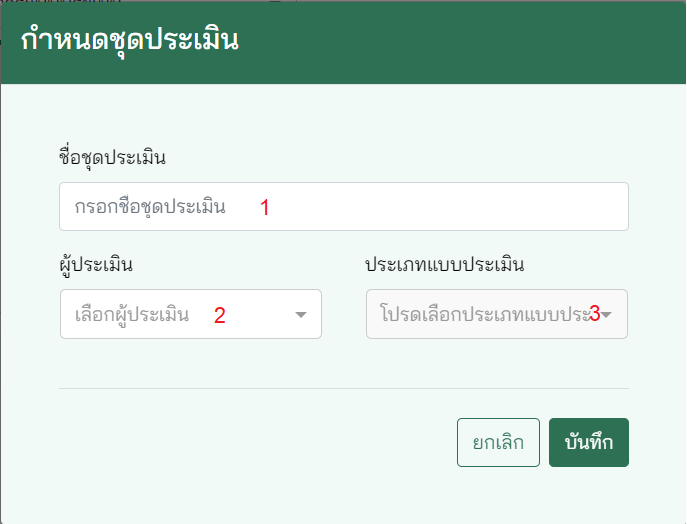 กำหนดชุดประเมิน
ชื่อชุดประเมิน
กรอกชื่อชุดประเมิน 1
ผู้ประเมิน ประเภทแบบประเมิน
เลือกผู้ประเมิน 2 โปรดเลือกประเภทแบบประ 3
ยกเลิก บันทึก